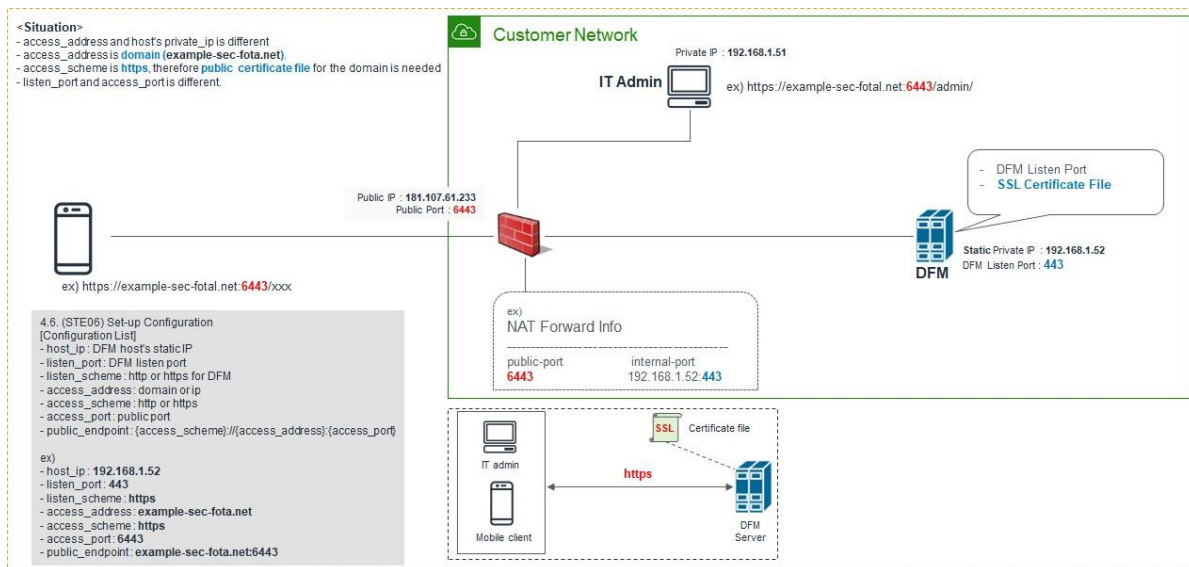 <Situation>
- access_address and host's private_ip is different
- access_address is domain (example-sec-fota.net).
- access_scheme is https, therefore public certificate file for the domain is needed
- listen_port and access_port is different.
Customer Network
Private IP : 192.168.1.51
IT Admin
ex) https://example-sec-fotal.net:6443/admin/
- DFM Listen Port
- SSL Certificate File
Public IP : 181.107.61.233
Public Port : 6443
DFM
Static Private IP : 192.168.1.52
DFM Listen Port : 443
ex) https://example-sec-fotal.net:6443/xxx
ex)
NAT Forward Info
public-port internal-port
6443 192.168.1.52:443
4.6. (STE06) Set-up Configuration
[Configuration List]
- host_ip : DFM host's static IP
- listen_port : DFM listen port
- listen_scheme : http or https for DFM
- access_address : domain or ip
- access_scheme : http or https
- access_port : public port
- public_endpoint : {access_scheme}://{access_address}:{access_port}
ex)
- host_ip : 192.168.1.52
- listen_port : 443
- listen_scheme : https
- access_address : example-sec-fota.net
- access_scheme : https
- access_port : 6443
- public_endpoint : example-sec-fota.net:6443
SSL
Certificate file
IT admin
https
Mobile client
DFM
Server